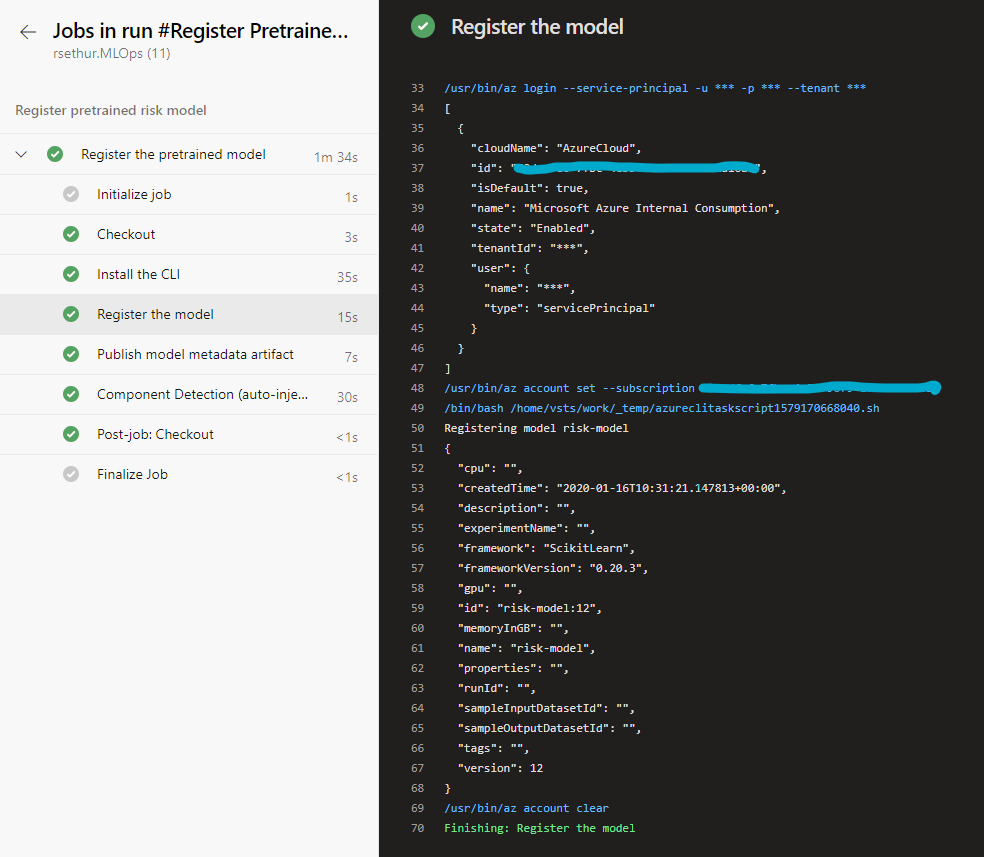 Jobs in run #Register Pretraine...
rsethur.MLOps (11)
Register pretrained risk model
Register the pretrained model 1m 34s
Initialize job 1s
Checkout 3s
Install the CLI 35s
Register the model 15s
Publish model metadata artifact 7s
Component Detection (auto-inje... 30s
Post-job: Checkout <1s
Finalize Job <1s
Register the model
33 /usr/bin/az login --service-principal -u *** -p *** --tenant ***
34 [
35 {
36 "cloudName": "AzureCloud",
37 "id": "",
38 "isDefault": true,
39 "name": "Microsoft Azure Internal Consumption",
40 "state": "Enabled",
41 "tenantId": "***",
42 "user": {
43 "name": "***",
44 "type": "servicePrincipal"
45 }
46 }
47 ]
48 /usr/bin/az account set --subscription
49 /bin/bash /home/vsts/work/_temp/azureclitaskscript1579170668040.sh
50 Registering model risk-model
51 {
52 "cpu": "",
53 "createdTime": "2020-01-16T10:31:21.147813+00:00",
54 "description": "",
55 "experimentName": "",
56 "framework": "ScikitLearn",
57 "frameworkVersion": "0.20.3",
58 "gpu": "",
59 "id": "risk-model:12",
60 "memoryInGB": "",
61 "name": "risk-model",
62 "properties": "",
63 "runId": "",
64 "sampleInputDatasetId": "",
65 "sampleOutputDatasetId": "",
66 "tags": "",
67 "version": 12
68 }
69 /usr/bin/az account clear
70 Finishing: Register the model